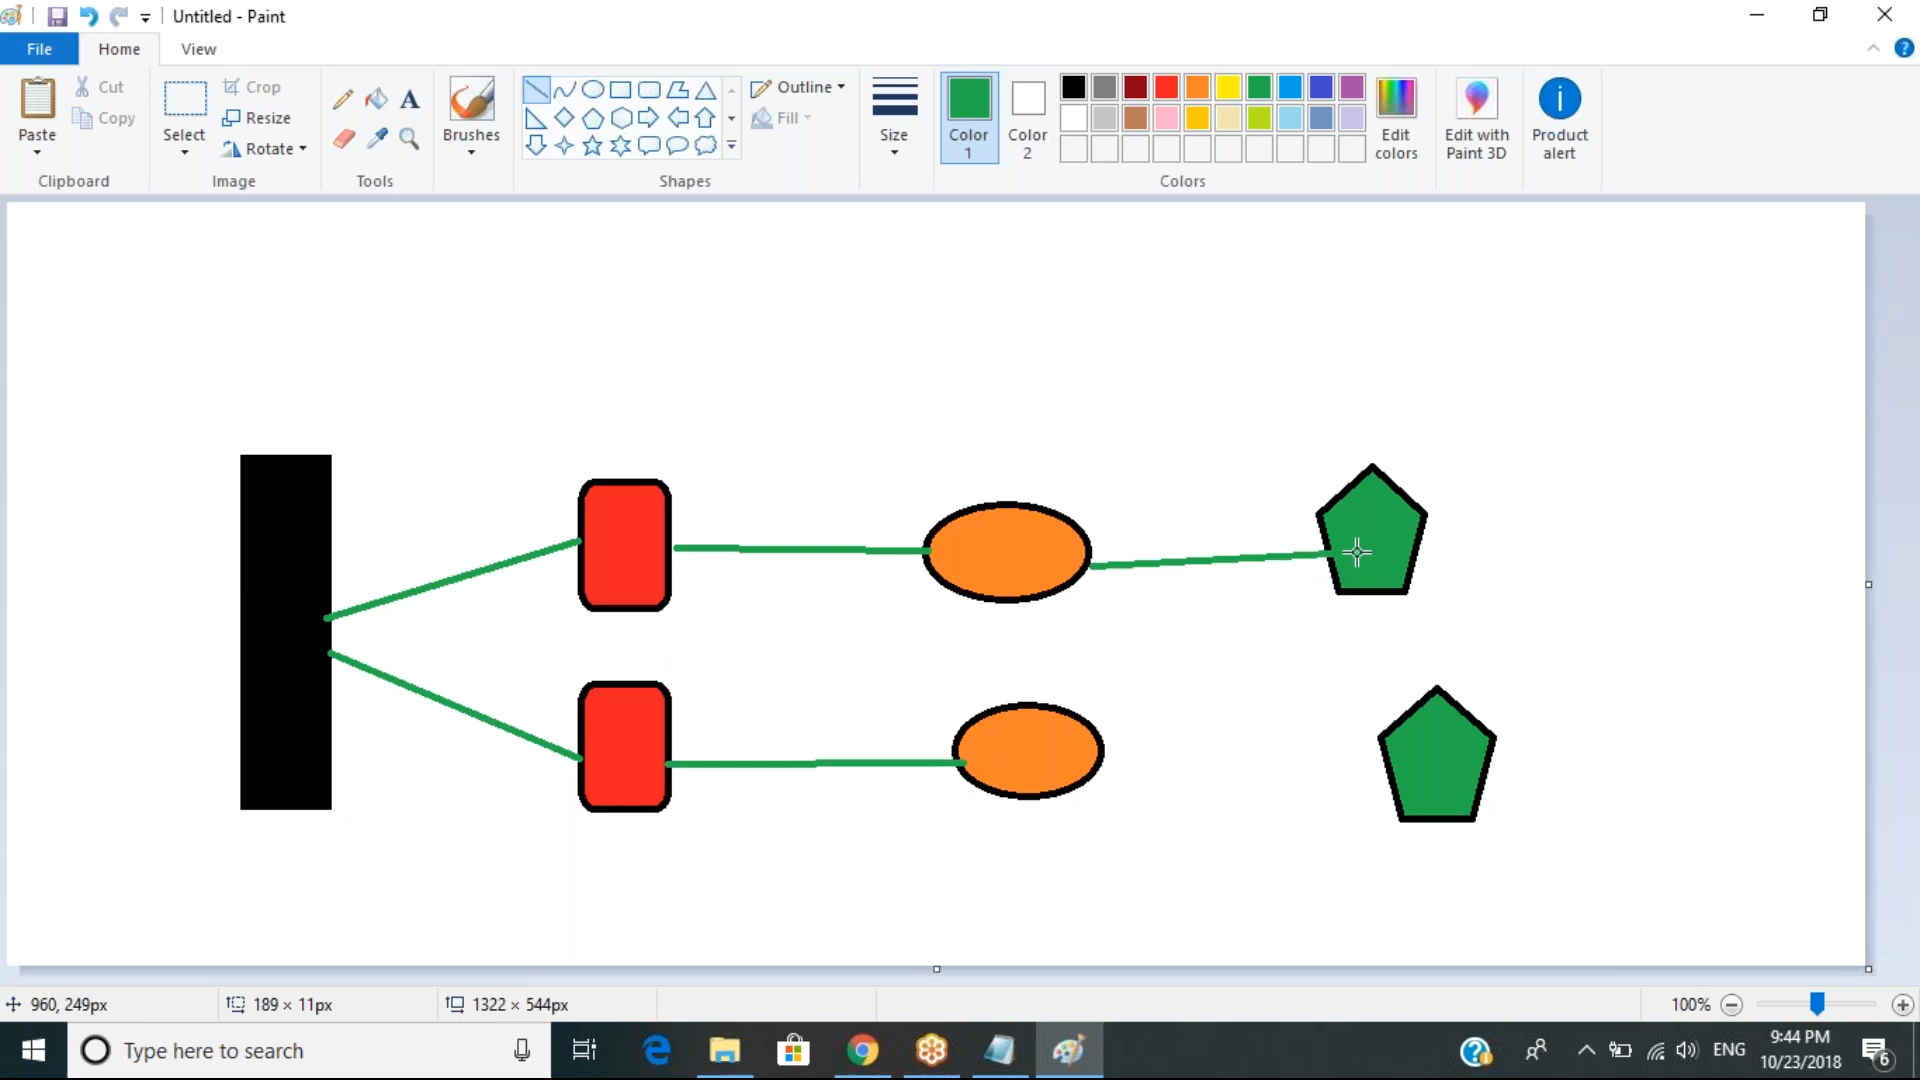 Untitled - Paint
File Home View
Paste Cut Copy Select Crop Resize Rotate A Brushes Outline Fill Size Color 1 Color 2 Edit colors Edit with Paint 3D Product alert
Clipboard Image Tools Shapes Colors
960, 249px 189 × 11px 1322 × 544px 100%
Type here to search ENG 9:44 PM
10/23/2018 6